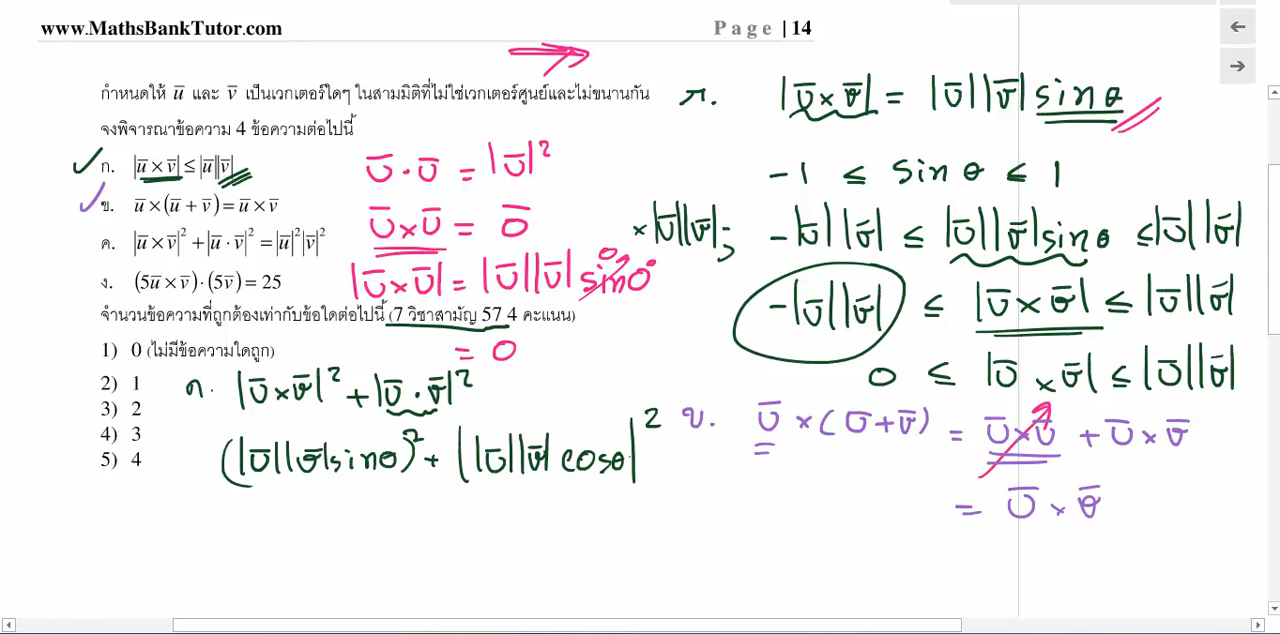 www.MathsBankTutor.com
Page | 14
กำหนดให้ u̅ และ v̅ เป็นเวกเตอร์ใดๆ ในสามมิติที่ไม่ใช่เวกเตอร์ศูนย์และไม่ขนานกัน
จงพิจารณาข้อความ 4 ข้อความต่อไปนี้
ก. |u̅ × v̅| ≤ |u̅||v̅|
ข. u̅ × (u̅ + v̅) = u̅ × v̅
ค. |u̅ × v̅|² + |u̅ · v̅|² = |u̅|²|v̅|²
ง. (5u̅ × v̅) · (5v̅) = 25
จำนวนข้อความที่ถูกต้องเท่ากับข้อใดต่อไปนี้ (7 วิชาสามัญ 57 4 คะแนน)
1) 0 (ไม่มีข้อความใดถูก)
2) 1
3) 2
4) 3
5) 4
u̅ · u̅ = |u̅|²
u̅ × u̅ = 0̅
|u̅ × u̅| = |u̅||u̅| sin 0° 0
= 0
ก. |u̅ × v̅| = |u̅||v̅| sin θ
-1 ≤ sin θ ≤ 1
×|u̅||v̅| ; -|u̅||v̅| ≤ |u̅||v̅| sin θ ≤ |u̅||v̅|
-|u̅||v̅| ≤ |u̅ × v̅| ≤ |u̅||v̅|
0 ≤ |u̅ × v̅| ≤ |u̅||v̅|
ข. u̅ × (u̅ + v̅) = u̅ × u̅ + u̅ × v̅
= u̅ × v̅
ค. |u̅ × v̅|² + |u̅ · v̅|²
(|u̅||v̅| sin θ)² + (|u̅||v̅| cos θ|²